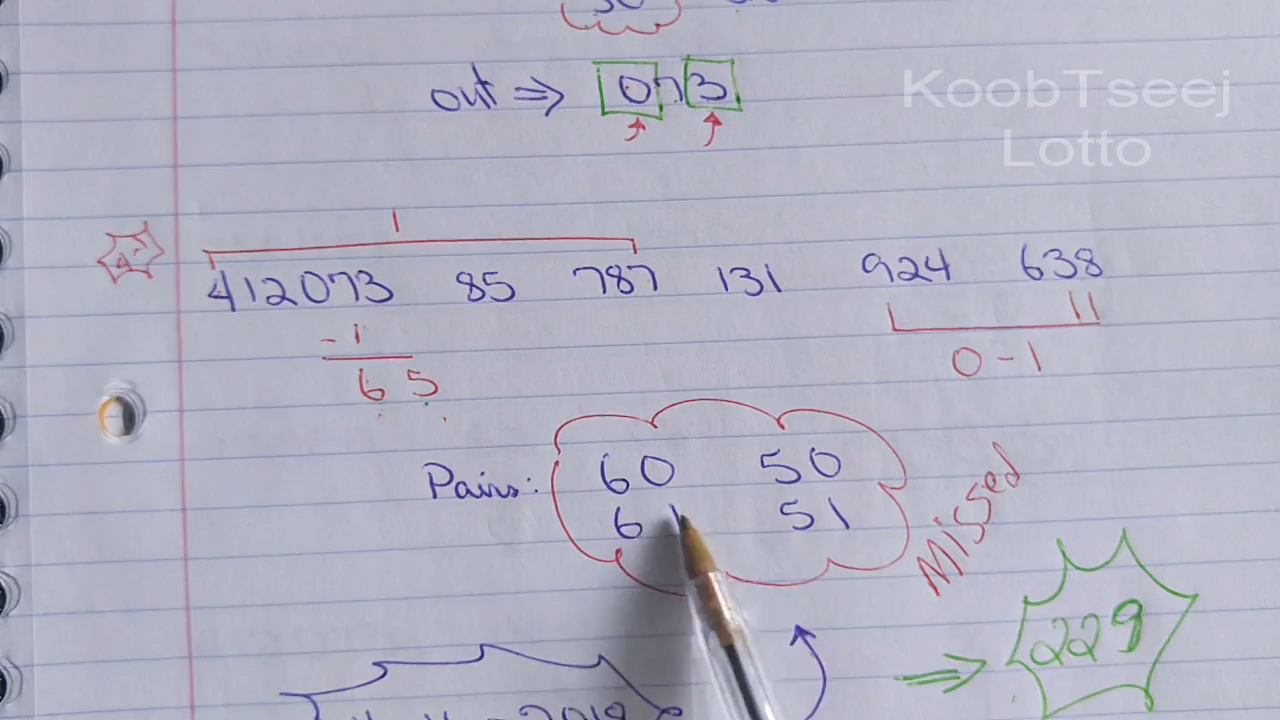 out ⇒ 073
KoobTseej
Lotto
1
412073 85 787 131 924 638
- 1
65
11
0-1
Pairs: 60 50
61 51
Missed
⇒ 229